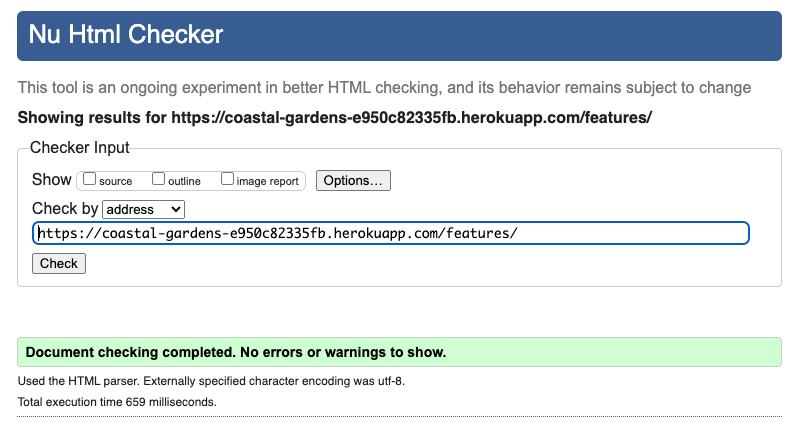 Nu Html Checker
This tool is an ongoing experiment in better HTML checking, and its behavior remains subject to change
Showing results for https://coastal-gardens-e950c82335fb.herokuapp.com/features/
Checker Input
Show source outline image report Options...
Check by address
https://coastal-gardens-e950c82335fb.herokuapp.com/features/
Check
Document checking completed. No errors or warnings to show.
Used the HTML parser. Externally specified character encoding was utf-8.
Total execution time 659 milliseconds.